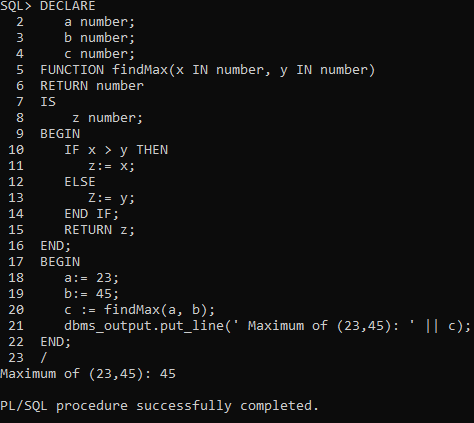 SQL> DECLARE
  2     a number;
  3     b number;
  4     c number;
  5  FUNCTION findMax(x IN number, y IN number)
  6  RETURN number
  7  IS
  8      z number;
  9  BEGIN
 10     IF x > y THEN
 11        z:= x;
 12     ELSE
 13        Z:= y;
 14     END IF;
 15     RETURN z;
 16  END;
 17  BEGIN
 18     a:= 23;
 19     b:= 45;
 20     c := findMax(a, b);
 21     dbms_output.put_line(' Maximum of (23,45): ' || c);
 22  END;
 23  /
Maximum of (23,45): 45
PL/SQL procedure successfully completed.